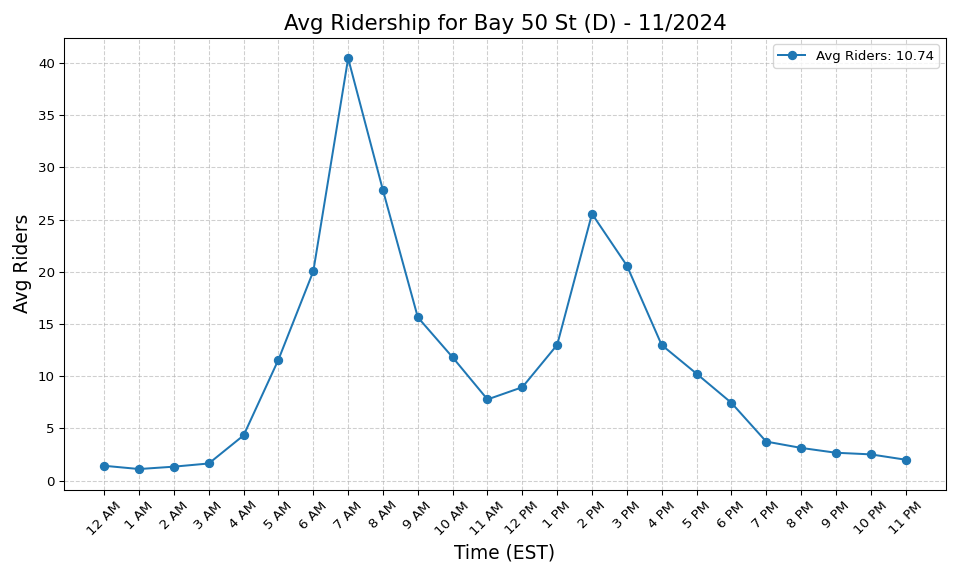 Avg Ridership for Bay 50 St (D) - 11/2024
Avg Riders: 10.74
Avg Riders
40
35
30
25
20
15
10
5
0
12 AM 1 AM 2 AM 3 AM 4 AM 5 AM 6 AM 7 AM 8 AM 9 AM 10 AM 11 AM 12 PM 1 PM 2 PM 3 PM 4 PM 5 PM 6 PM 7 PM 8 PM 9 PM 10 PM 11 PM
Time (EST)